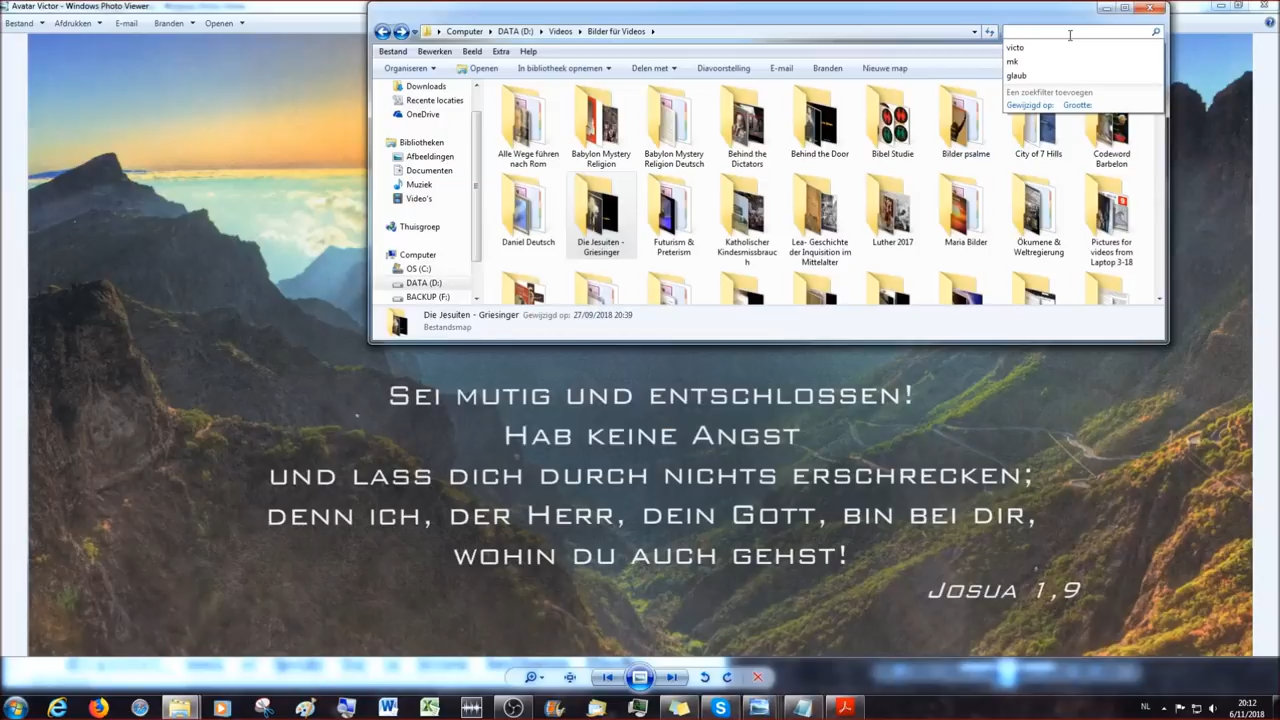 Avatar Victor - Windows Photo Viewer
Bestand Afdrukken E-mail Branden Openen
Computer DATA (D:) Videos Bilder für Videos
Bestand Bewerken Beeld Extra Help
Organiseren Openen In bibliotheek opnemen Delen met Diavoorstelling E-mail Branden Nieuwe map
victo
mk
glaub
Een zoekfilter toevoegen
Gewijzigd op: Grootte:
Downloads
Recente locaties
OneDrive
Bibliotheken
Afbeeldingen
Documenten
Muziek
Video's
Thuisgroep
Computer
OS (C:)
DATA (D:)
BACKUP (F:)
Alle Wege führen nach Rom
Babylon Mystery Religion
Babylon Mystery Religion Deutsch
Behind the Dictators
Behind the Door
Bibel Studie
Bilder psalme
City of 7 Hills
Codeword Barbelon
Daniel Deutsch
Die Jesuiten - Griesinger
Futurism & Preterism
Katholischer Kindesmissbrauch
Lea- Geschichte der Inquisition im Mittelalter
Luther 2017
Maria Bilder
Ökumene & Weltregierung
Pictures for videos from Laptop 3-18
Die Jesuiten - Griesinger Gewijzigd op: 27/09/2018 20:39
Bestandsmap
Sei mutig und entschlossen!
Hab keine Angst
und lass dich durch nichts erschrecken;
denn ich, der Herr, dein Gott, bin bei dir,
wohin du auch gehst!
Josua 1,9
NL
20:12
6/11/2018